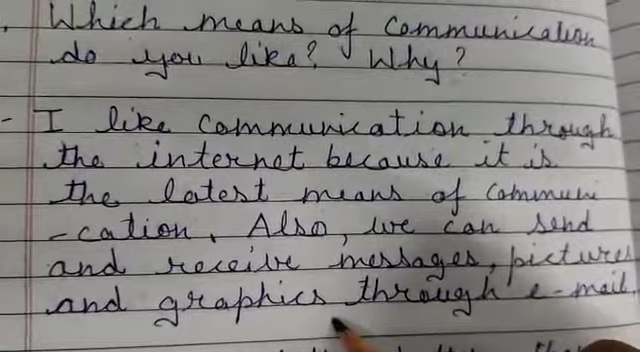 Which means of communication
do you like? Why?
- I like communication through
the internet because it is
the latest means of communi
-cation. Also, we can send
and receive messages, pictures
and graphics through e-mail.